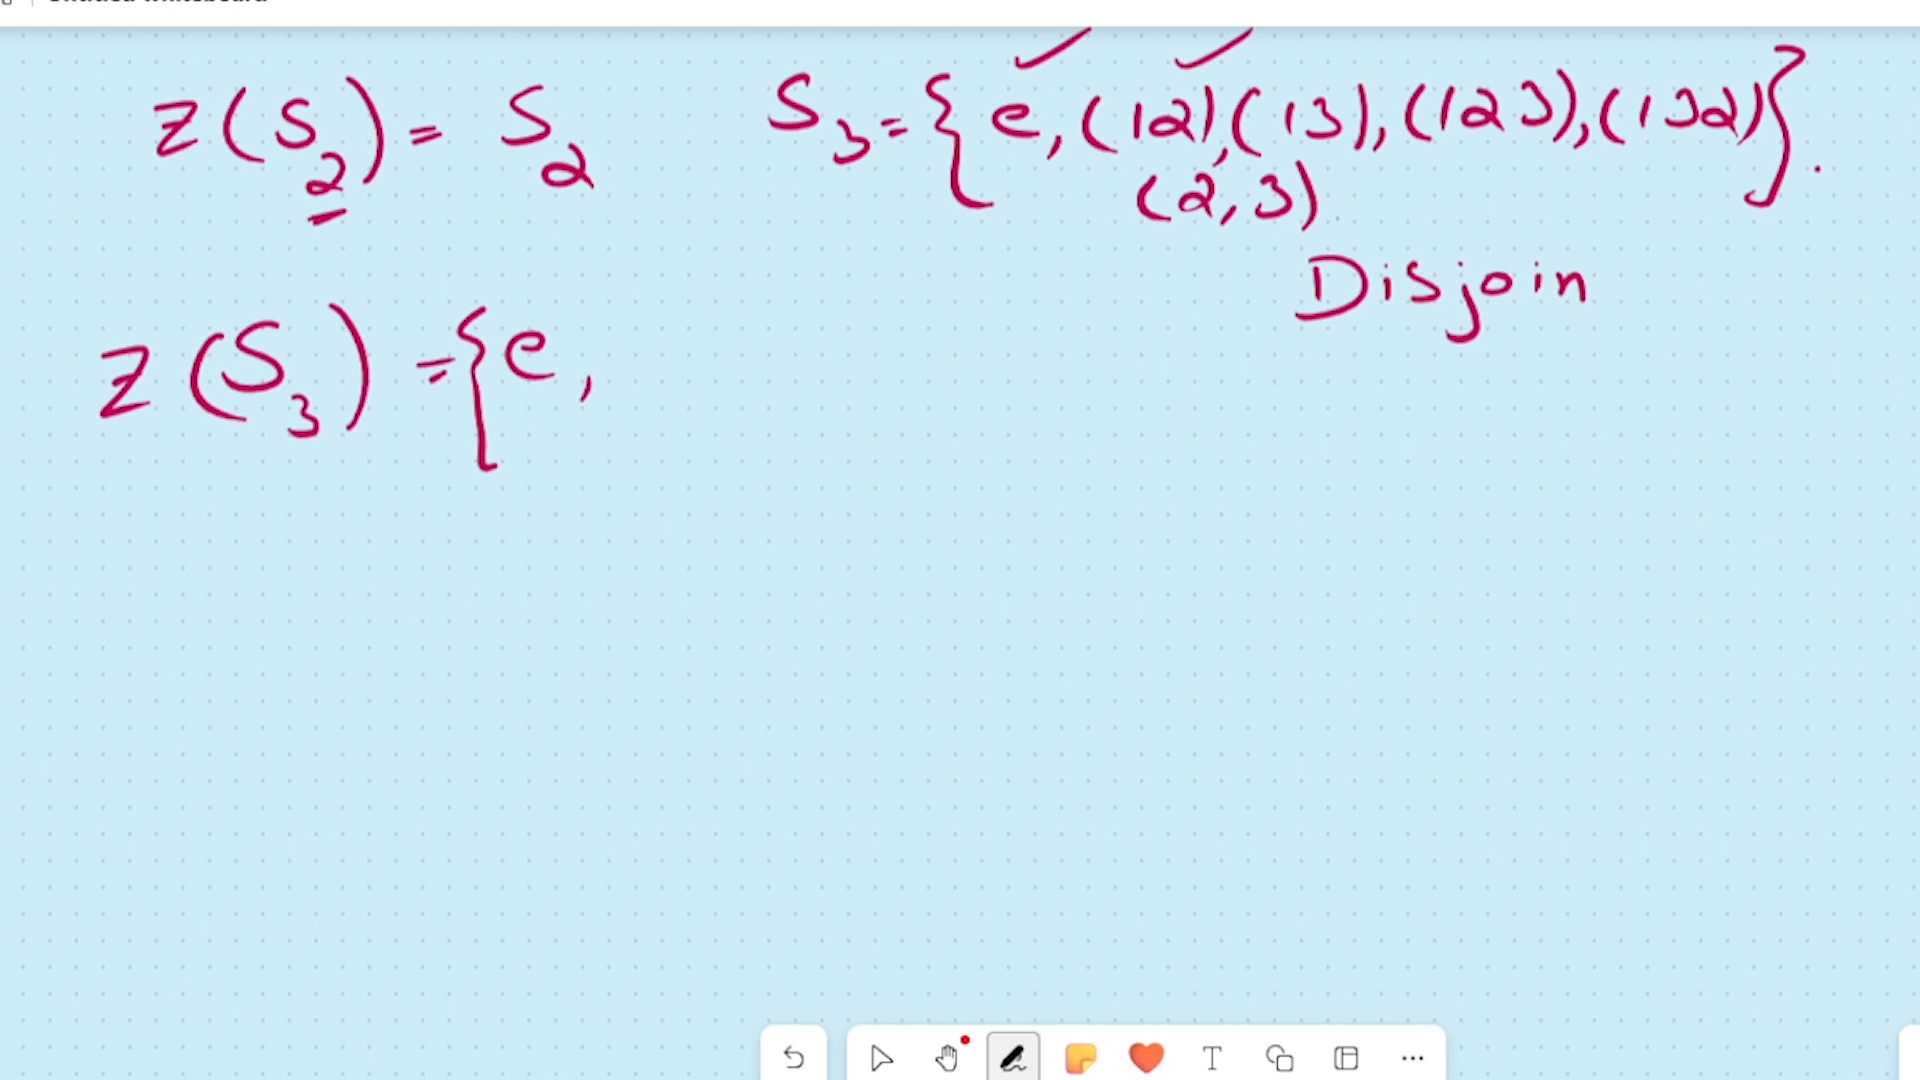 Z(S₂) = S₂
S₃ = {e, (12), (13), (123), (132)}.
(2,3)
Disjoin
Z(S₃) = {e,
T